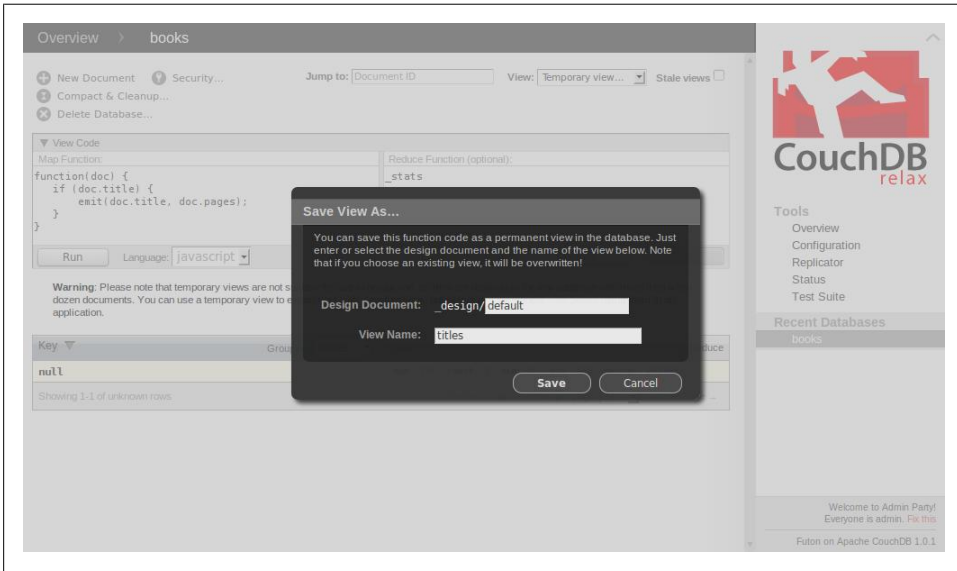 Overview > books
New Document Security...
Compact & Cleanup...
Delete Database...
Jump to: Document ID
View: Temporary view... Stale views
▼ View Code
Map Function:
function(doc) {
if (doc.title) {
emit(doc.title, doc.pages);
}
}
Reduce Function (optional):
_stats
Run Language: javascript
Warning: Please note that temporary views are not s
dozen documents. You can use a temporary view to e
application.
Key ▼ Grou
duce
null
Showing 1-1 of unknown rows
Save View As...
You can save this function code as a permanent view in the database. Just
enter or select the design document and the name of the view below. Note
that if you choose an existing view, it will be overwritten!
Design Document: _design/default
View Name: titles
Save Cancel
CouchDB
relax
Tools
Overview
Configuration
Replicator
Status
Test Suite
Recent Databases
books
Welcome to Admin Party!
Everyone is admin. Fix this
Futon on Apache CouchDB 1.0.1